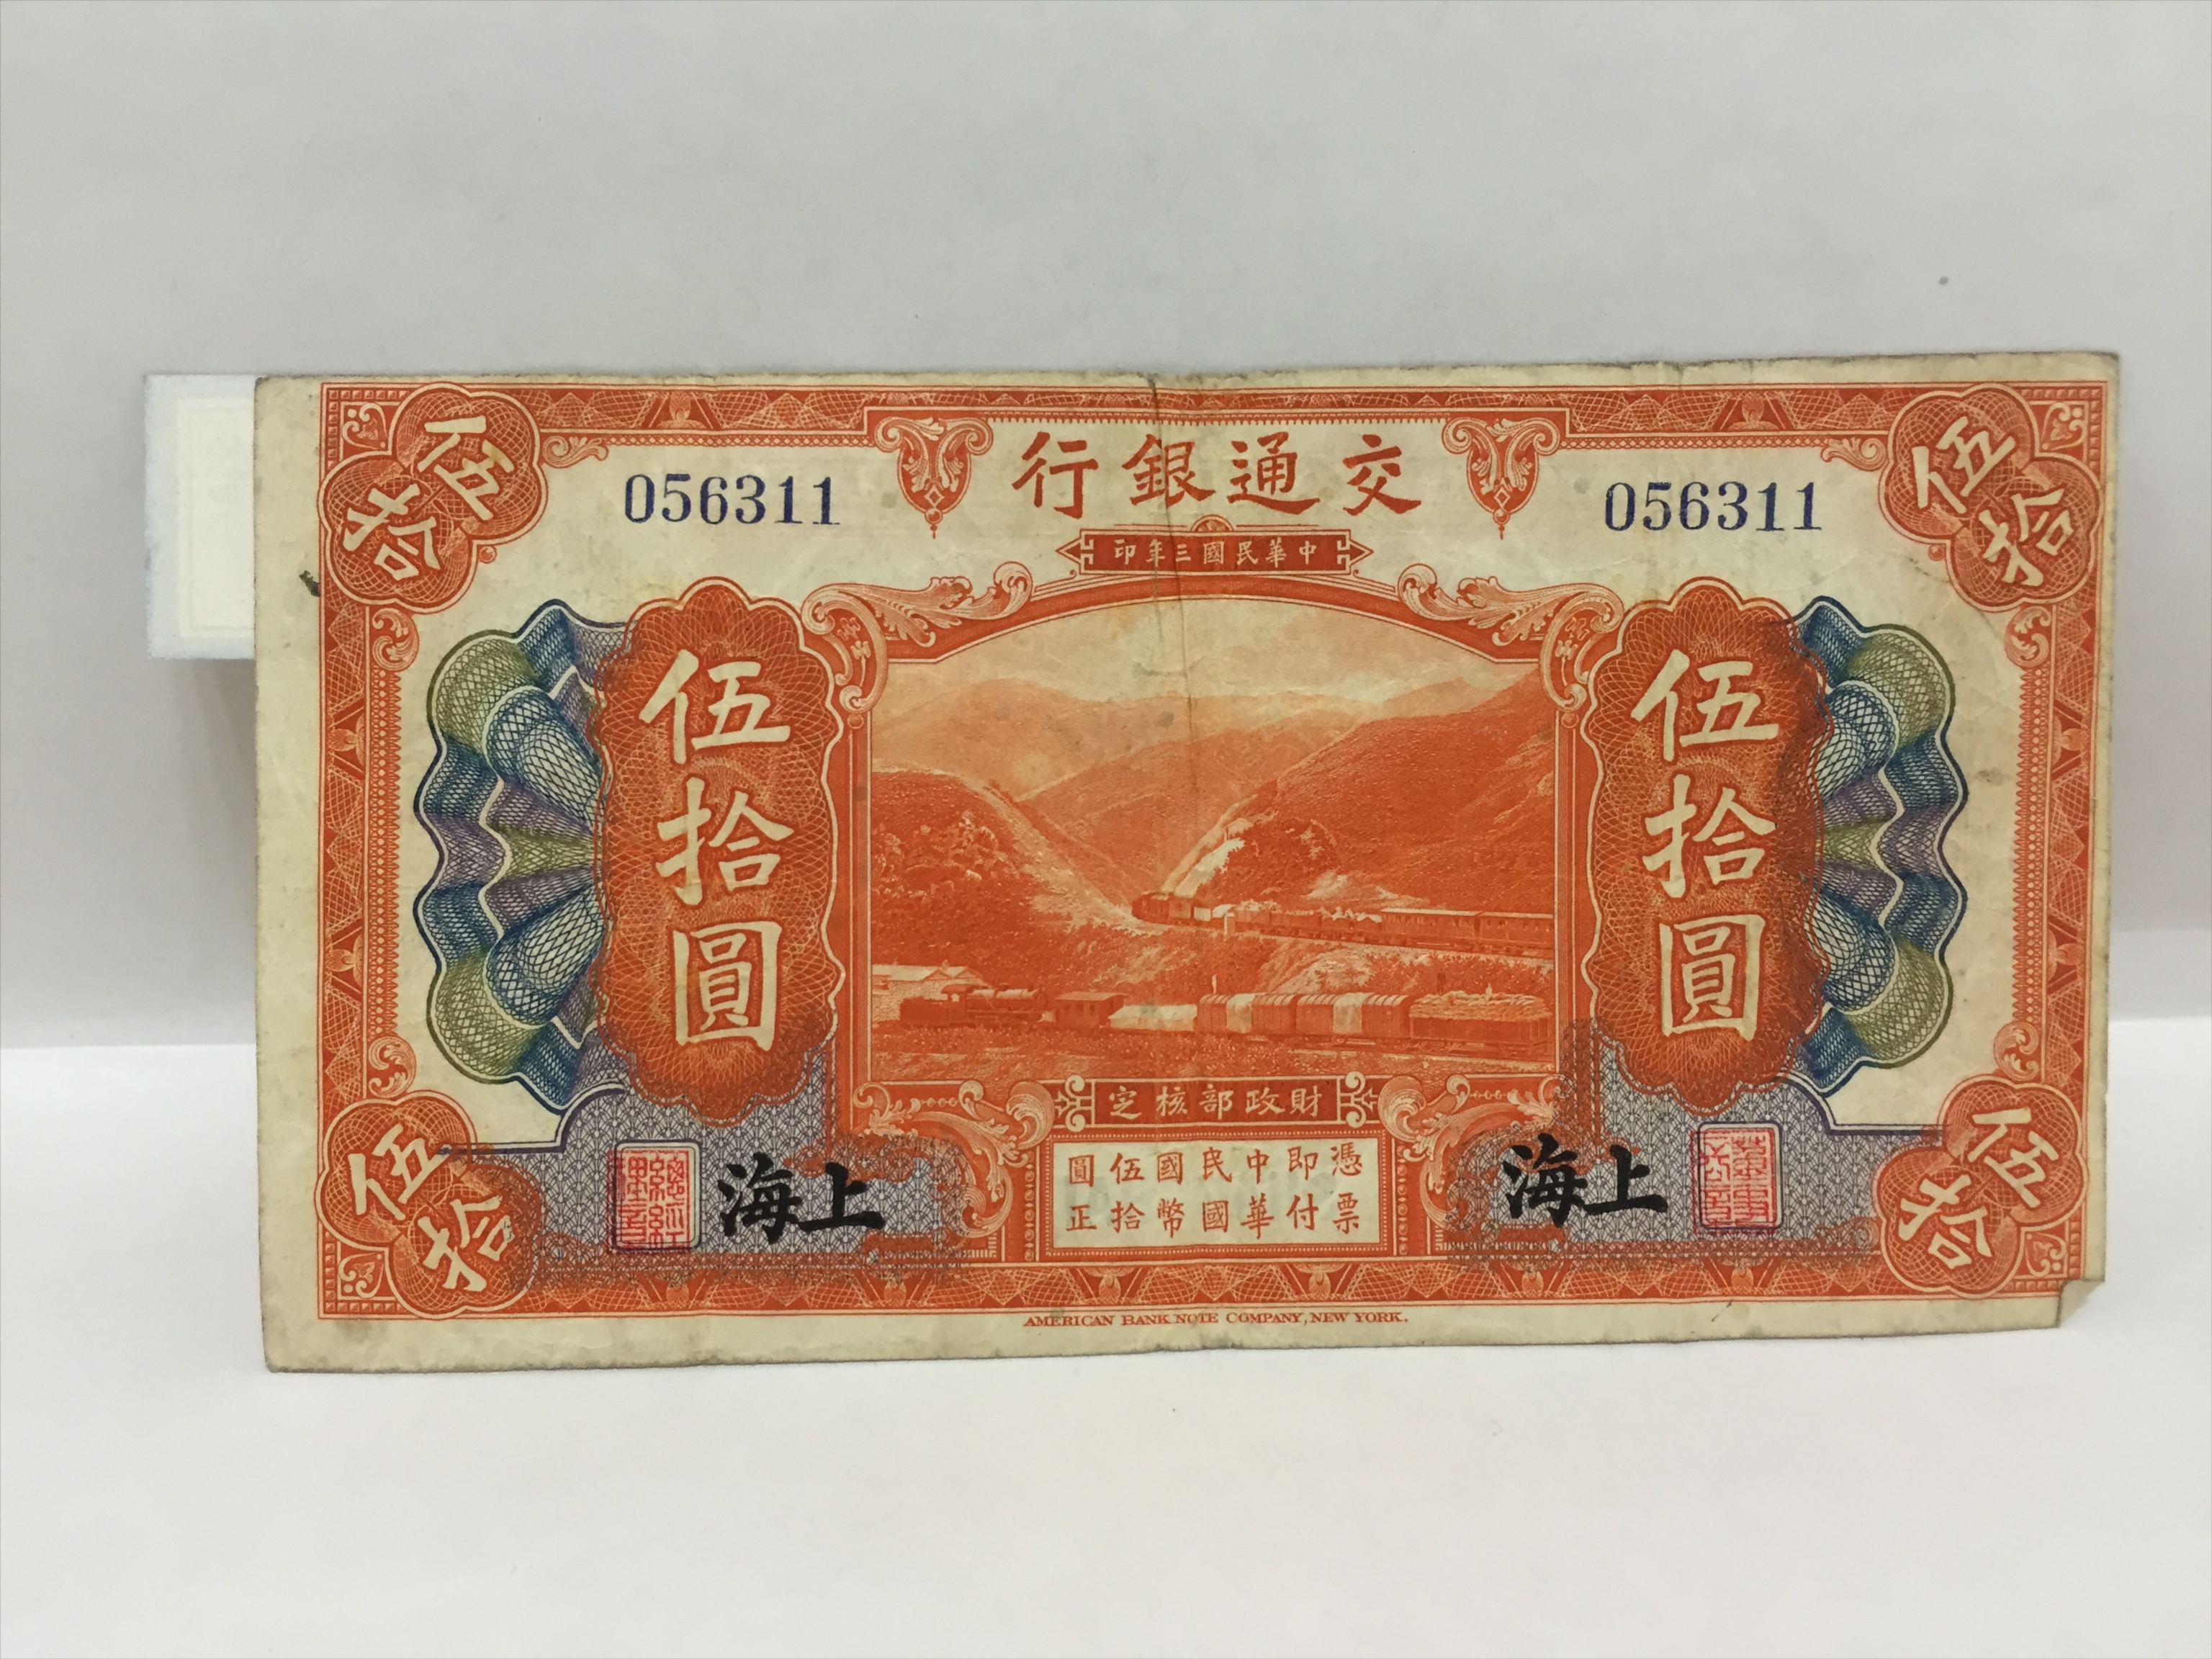 伍拾
交通銀行
伍拾
056311
056311
中華民國三年印
伍拾圓
伍拾圓
財政部核定
憑票
即付
中華
民國
國幣
伍拾
圓正
上海
上海
伍拾
伍拾
AMERICAN BANK NOTE COMPANY, NEW YORK.